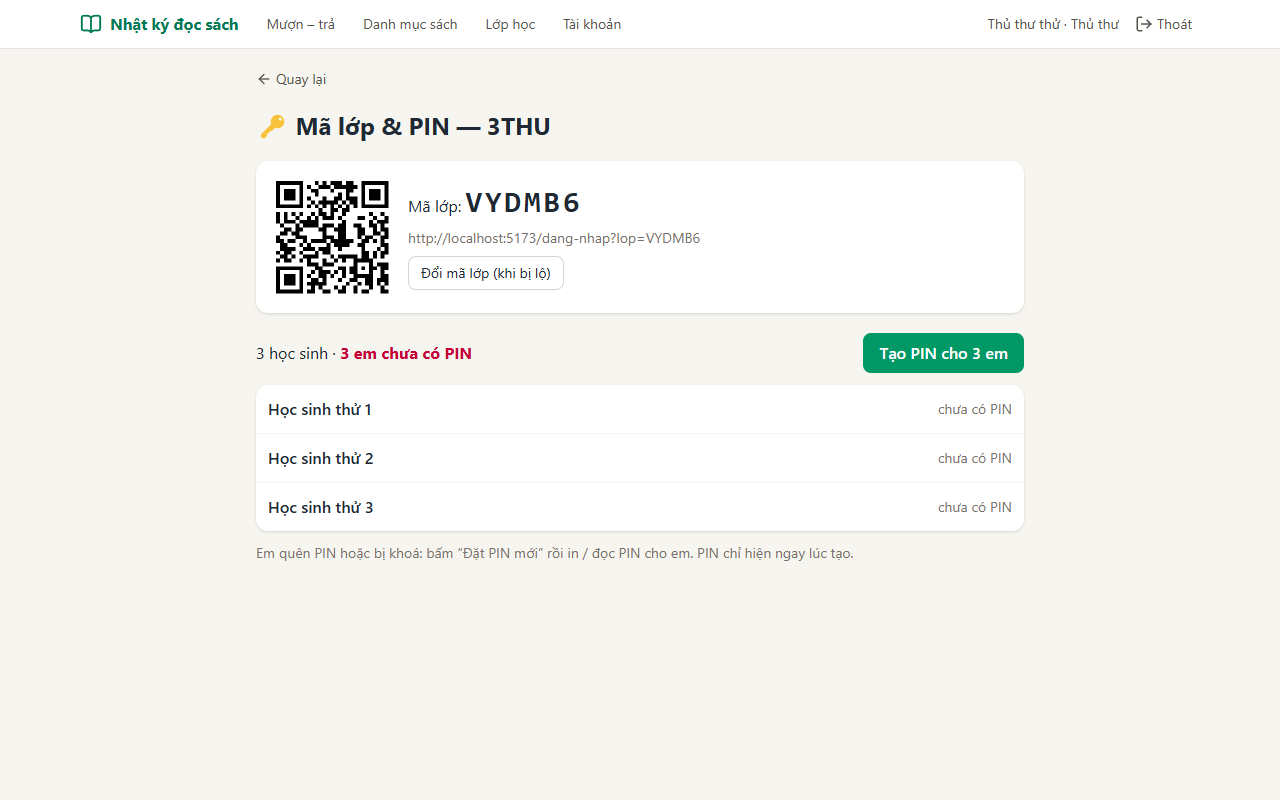 Nhật ký đọc sách Mượn – trả Danh mục sách Lớp học Tài khoản Thủ thư thử · Thủ thư Thoát
Quay lại
Mã lớp & PIN — 3THU
Mã lớp: VYDMB6
http://localhost:5173/dang-nhap?lop=VYDMB6
Đổi mã lớp (khi bị lộ)
3 học sinh · 3 em chưa có PIN Tạo PIN cho 3 em
Học sinh thử 1 chưa có PIN
Học sinh thử 2 chưa có PIN
Học sinh thử 3 chưa có PIN
Em quên PIN hoặc bị khoá: bấm “Đặt PIN mới” rồi in / đọc PIN cho em. PIN chỉ hiện ngay lúc tạo.